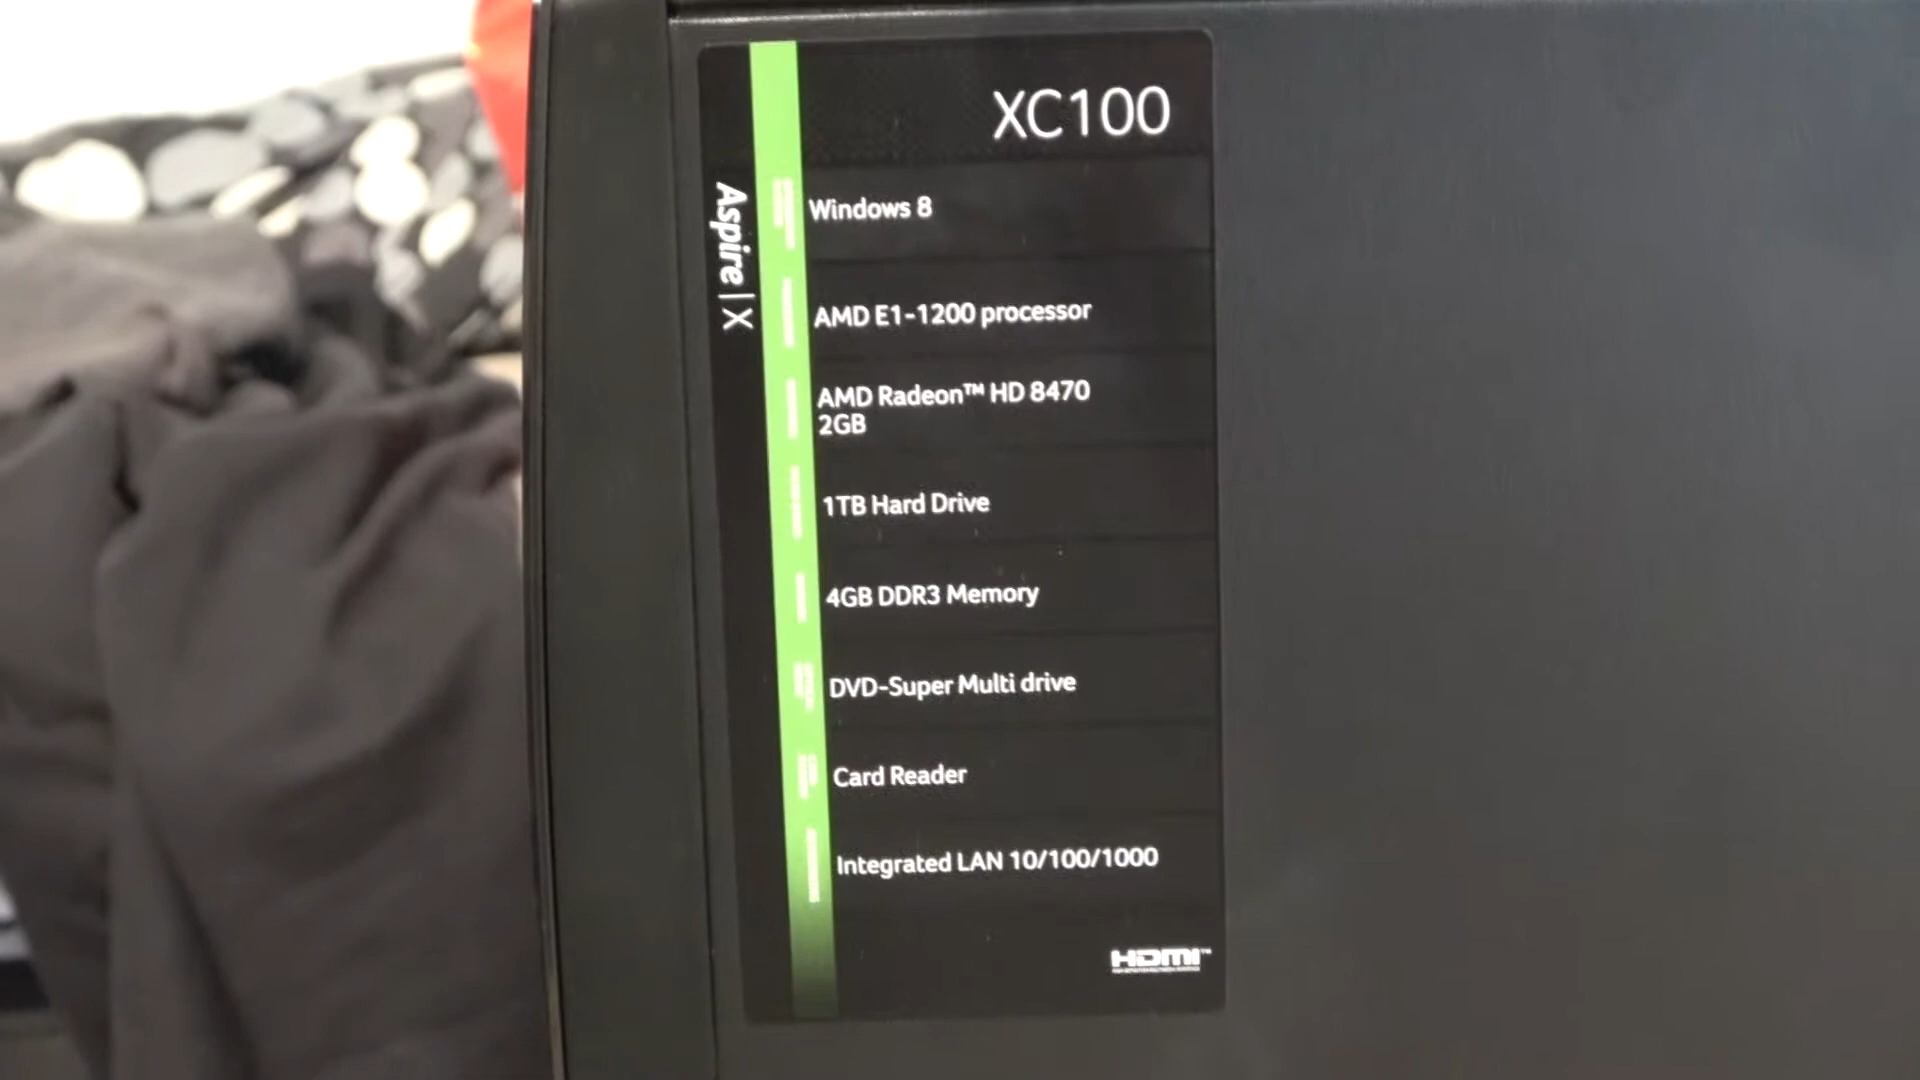 XC100
Aspire | X
Windows 8
AMD E1-1200 processor
AMD Radeon™ HD 8470
2GB
1TB Hard Drive
4GB DDR3 Memory
DVD-Super Multi drive
Card Reader
Integrated LAN 10/100/1000
HDMI™